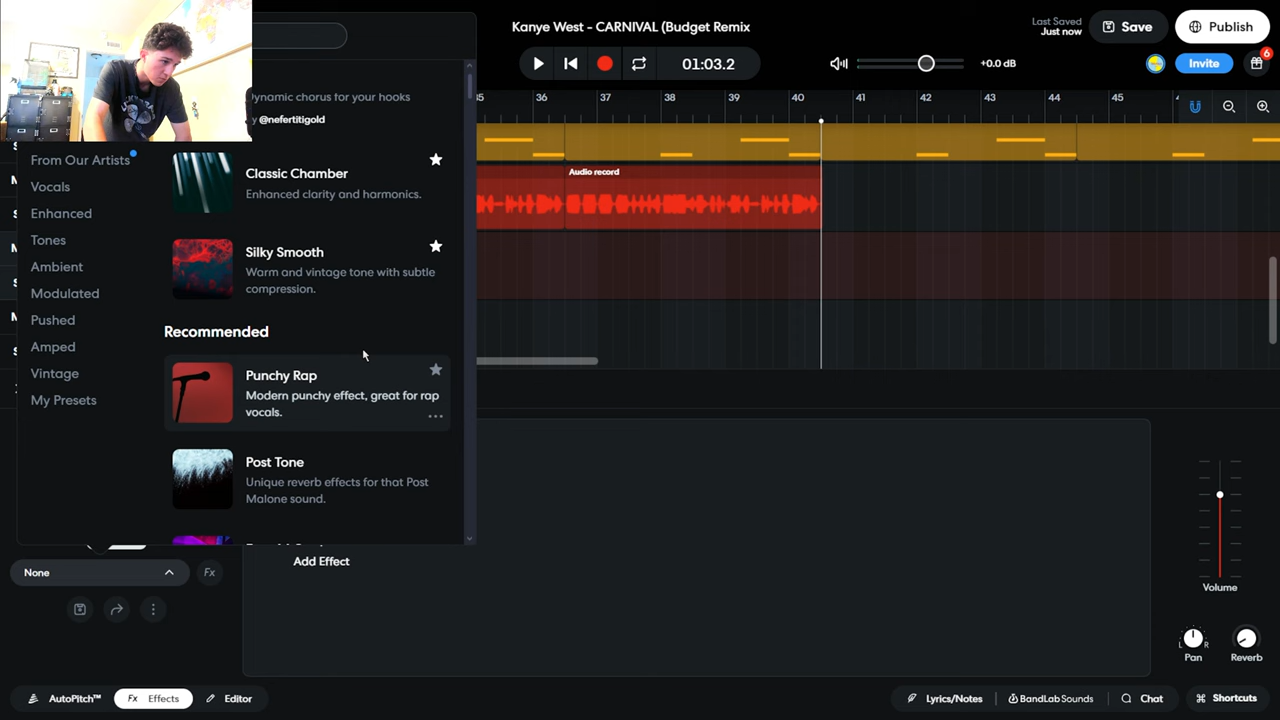 Kanye West - CARNIVAL (Budget Remix
Last Saved
Just now
Save
Publish
01:03.2
+0.0 dB
Invite
6
35 36 37 38 39 40 41 42 43 44 45
Dynamic chorus for your hooks
@nefertitigold
From Our Artists
Vocals
Enhanced
Tones
Ambient
Modulated
Pushed
Amped
Vintage
My Presets
Classic Chamber
Enhanced clarity and harmonics.
Silky Smooth
Warm and vintage tone with subtle
compression.
Recommended
Punchy Rap
Modern punchy effect, great for rap
vocals.
Post Tone
Unique reverb effects for that Post
Malone sound.
Audio record
None
Fx
Add Effect
Volume
L R
Pan
Reverb
AutoPitch™
Fx Effects
Editor
Lyrics/Notes
BandLab Sounds
Chat
Shortcuts